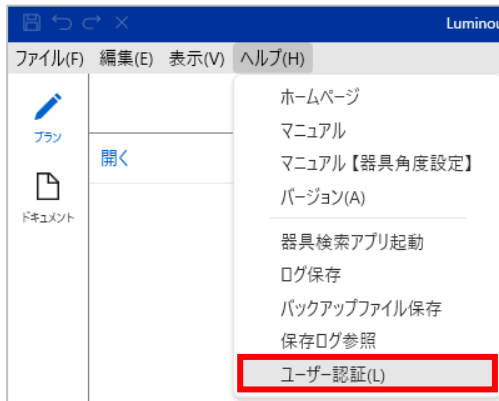 Luminou
ファイル(F) 編集(E) 表示(V) ヘルプ(H)
プラン
開く
ドキュメント
ホームページ
マニュアル
マニュアル【器具角度設定】
バージョン(A)
器具検索アプリ起動
ログ保存
バックアップファイル保存
保存ログ参照
ユーザー認証(L)